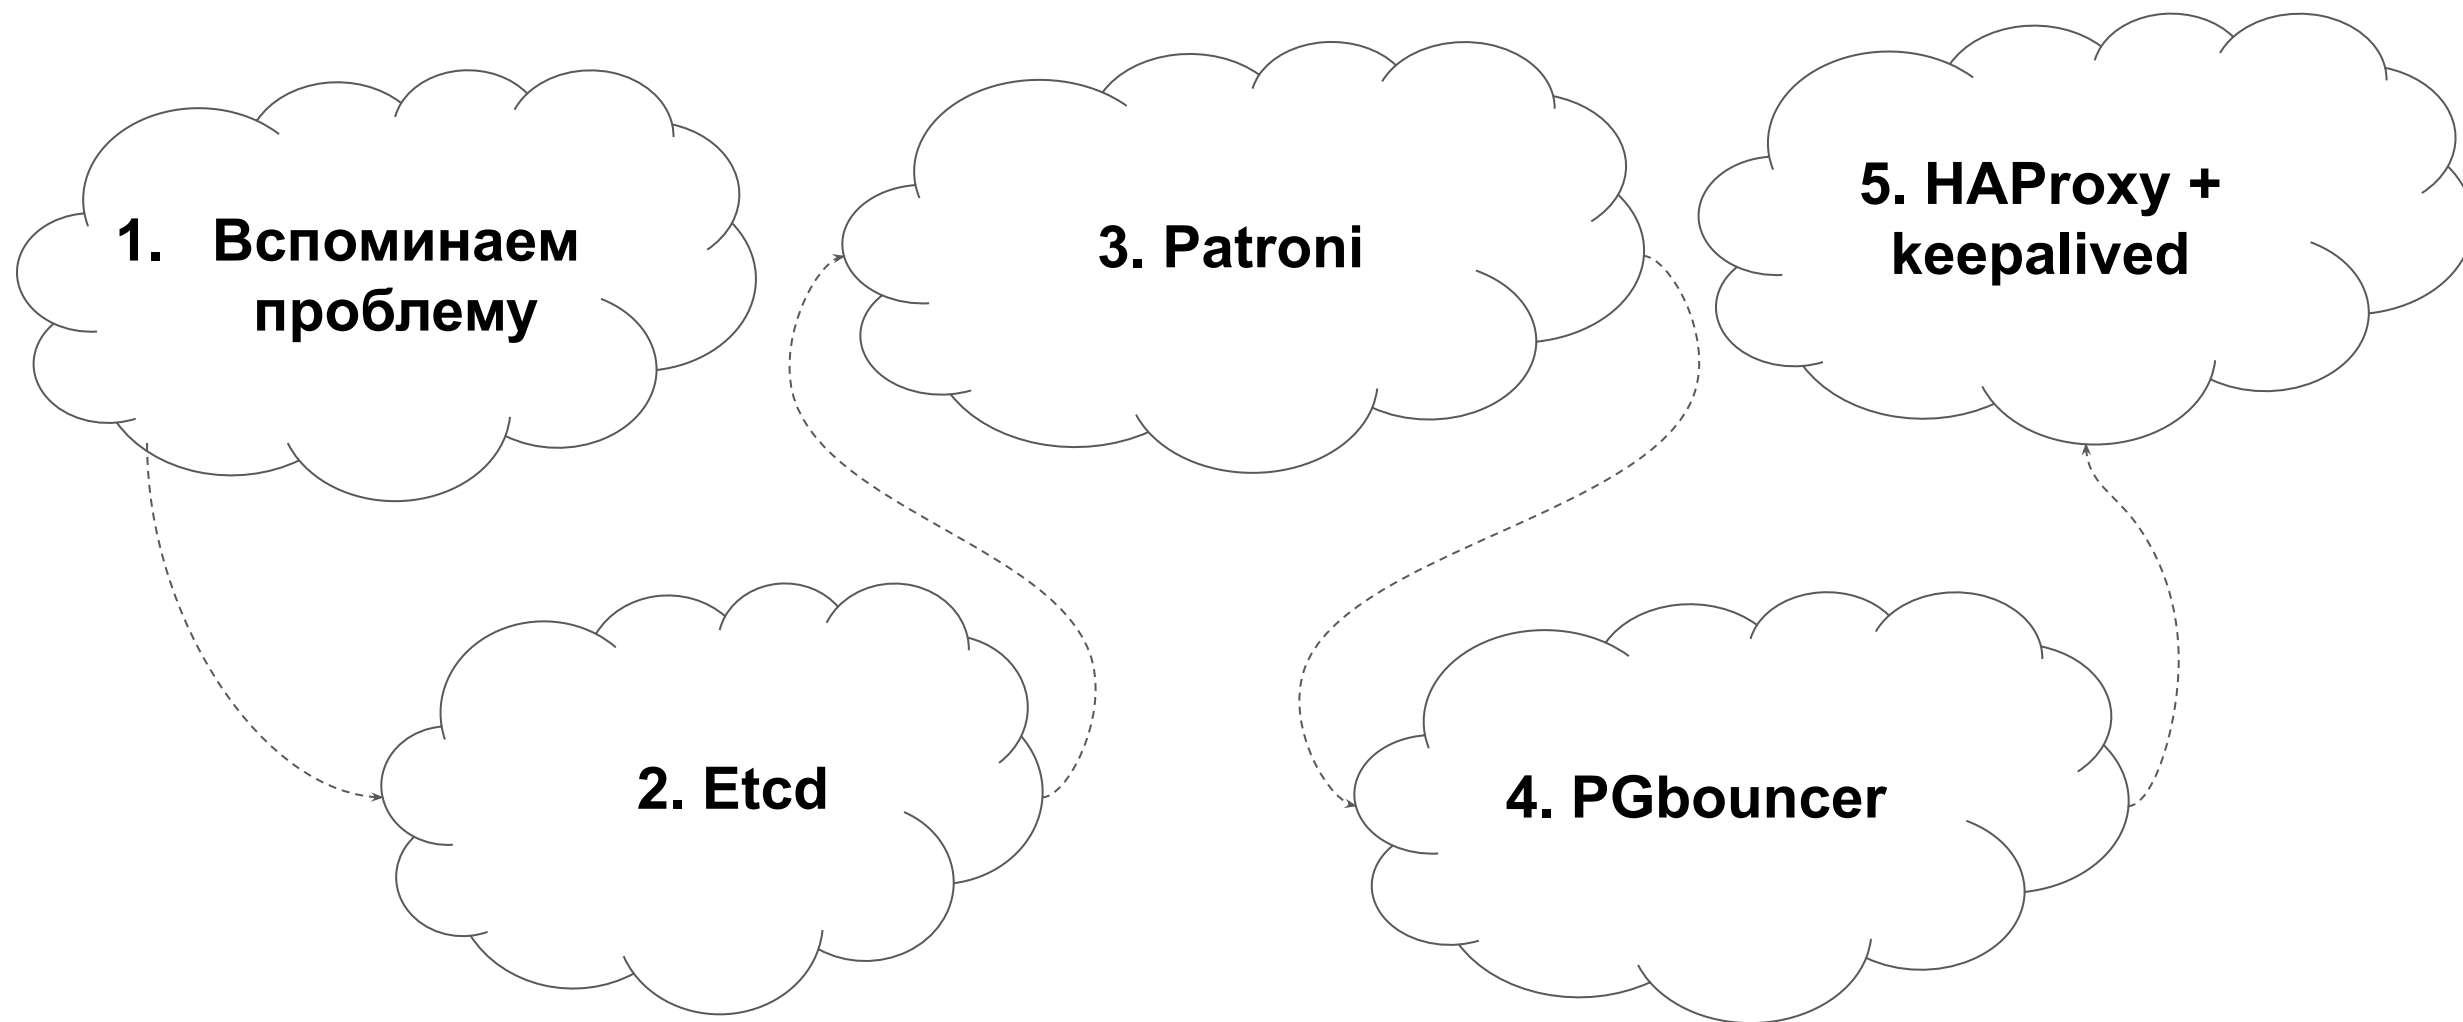 1. Вспоминаем
проблему
2. Etcd
3. Patroni
4. PGbouncer
5. HAProxy +
keepalived